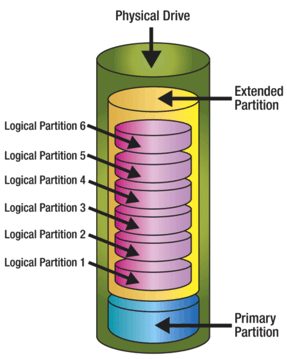 Physical Drive
Extended
Partition
Logical Partition 6
Logical Partition 5
Logical Partition 4
Logical Partition 3
Logical Partition 2
Logical Partition 1
Primary
Partition